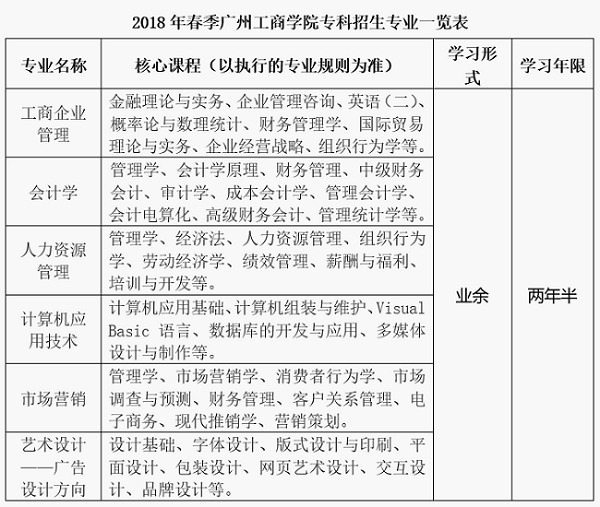 2018年春季广州工商学院专科招生专业一览表
专业名称
核心课程（以执行的专业规则为准）
学习形
式
学习年限
工商企业
管理
金融理论与实务、企业管理咨询、英语（二）、
概率论与数理统计、财务管理学、国际贸易
理论与实务、企业经营战略、组织行为学等。
会计学
管理学、会计学原理、财务管理、中级财务
会计、审计学、成本会计学、管理会计学、
会计电算化、高级财务会计、管理统计学等。
人力资源
管理
管理学、经济法、人力资源管理、组织行为
学、劳动经济学、绩效管理、薪酬与福利、
培训与开发等。
计算机应
用技术
计算机应用基础、计算机组装与维护、Visual
Basic 语言、数据库的开发与应用、多媒体
设计与制作等。
市场营销
管理学、市场营销学、消费者行为学、市场
调查与预测、财务管理、客户关系管理、电
子商务、现代推销学、营销策划。
艺术设计
——广告
设计方向
设计基础、字体设计、版式设计与印刷、平
面设计、包装设计、网页艺术设计、交互设
计、品牌设计等。
业余
两年半